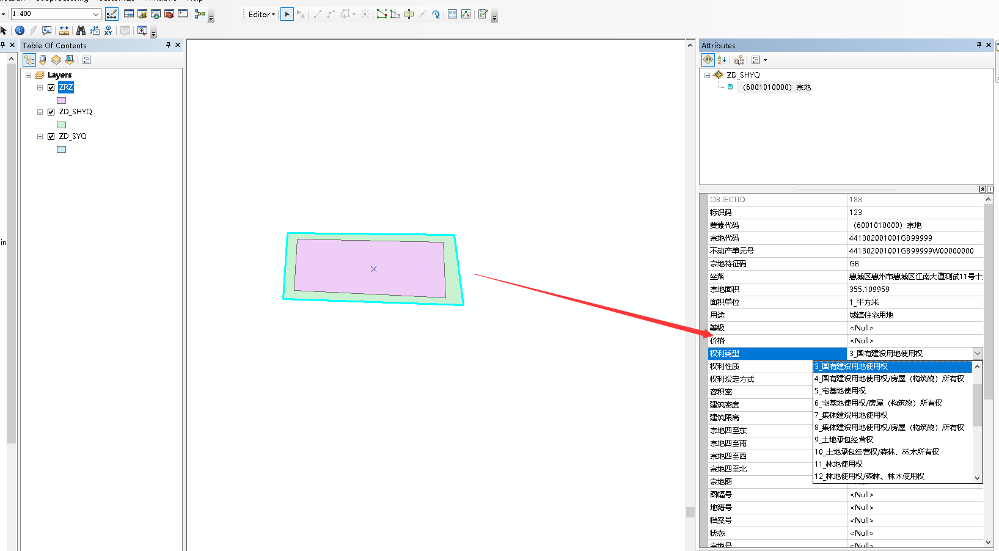 1:400
Editor
Table Of Contents
Layers
ZRZ
ZD_SHYQ
ZD_SYQ
in
Attributes
ZD_SHYQ
（6001010000）宗地
OBJECTID 188
标识码 123
要素代码 （6001010000）宗地
宗地代码 441302001001GB99999
不动产单元号 441302001001GB99999W00000000
宗地特征码 GB
坐落 惠城区惠州市惠城区江南大道测试11号十
宗地面积 355.109959
面积单位 1_平方米
用途 城镇住宅用地
等级 <Null>
价格 <Null>
权利类型 3_国有建设用地使用权
权利性质
权利设定方式
容积率
建筑密度
建筑限高
宗地四至东
宗地四至南
宗地四至西
宗地四至北
宗地图
3_国有建设用地使用权
4_国有建设用地使用权/房屋（构筑物）所有权
5_宅基地使用权
6_宅基地使用权/房屋（构筑物）所有权
7_集体建设用地使用权
8_集体建设用地使用权/房屋（构筑物）所有权
9_土地承包经营权
10_土地承包经营权/森林、林木所有权
11_林地使用权
12_林地使用权/森林、林木使用权
图幅号 <Null>
地籍号 <Null>
档案号 <Null>
状态 <Null>
宗地号 <Null>